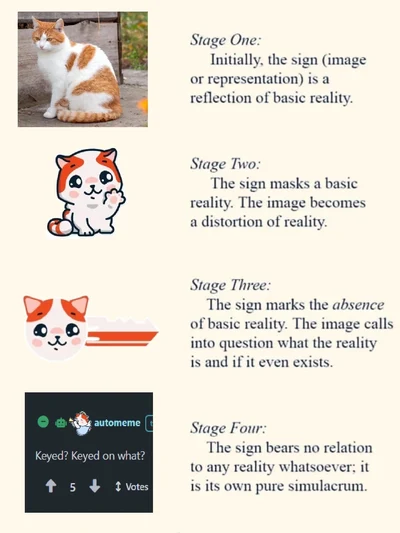 Stage One:
Initially, the sign (image
or representation) is a
reflection of basic reality.
Stage Two:
The sign masks a basic
reality. The image becomes
a distortion of reality.
Stage Three:
The sign marks the absence
of basic reality. The image calls
into question what the reality
is and if it even exists.
automeme
Keyed? Keyed on what?
5 Votes
Stage Four:
The sign bears no relation
to any reality whatsoever; it
is its own pure simulacrum.